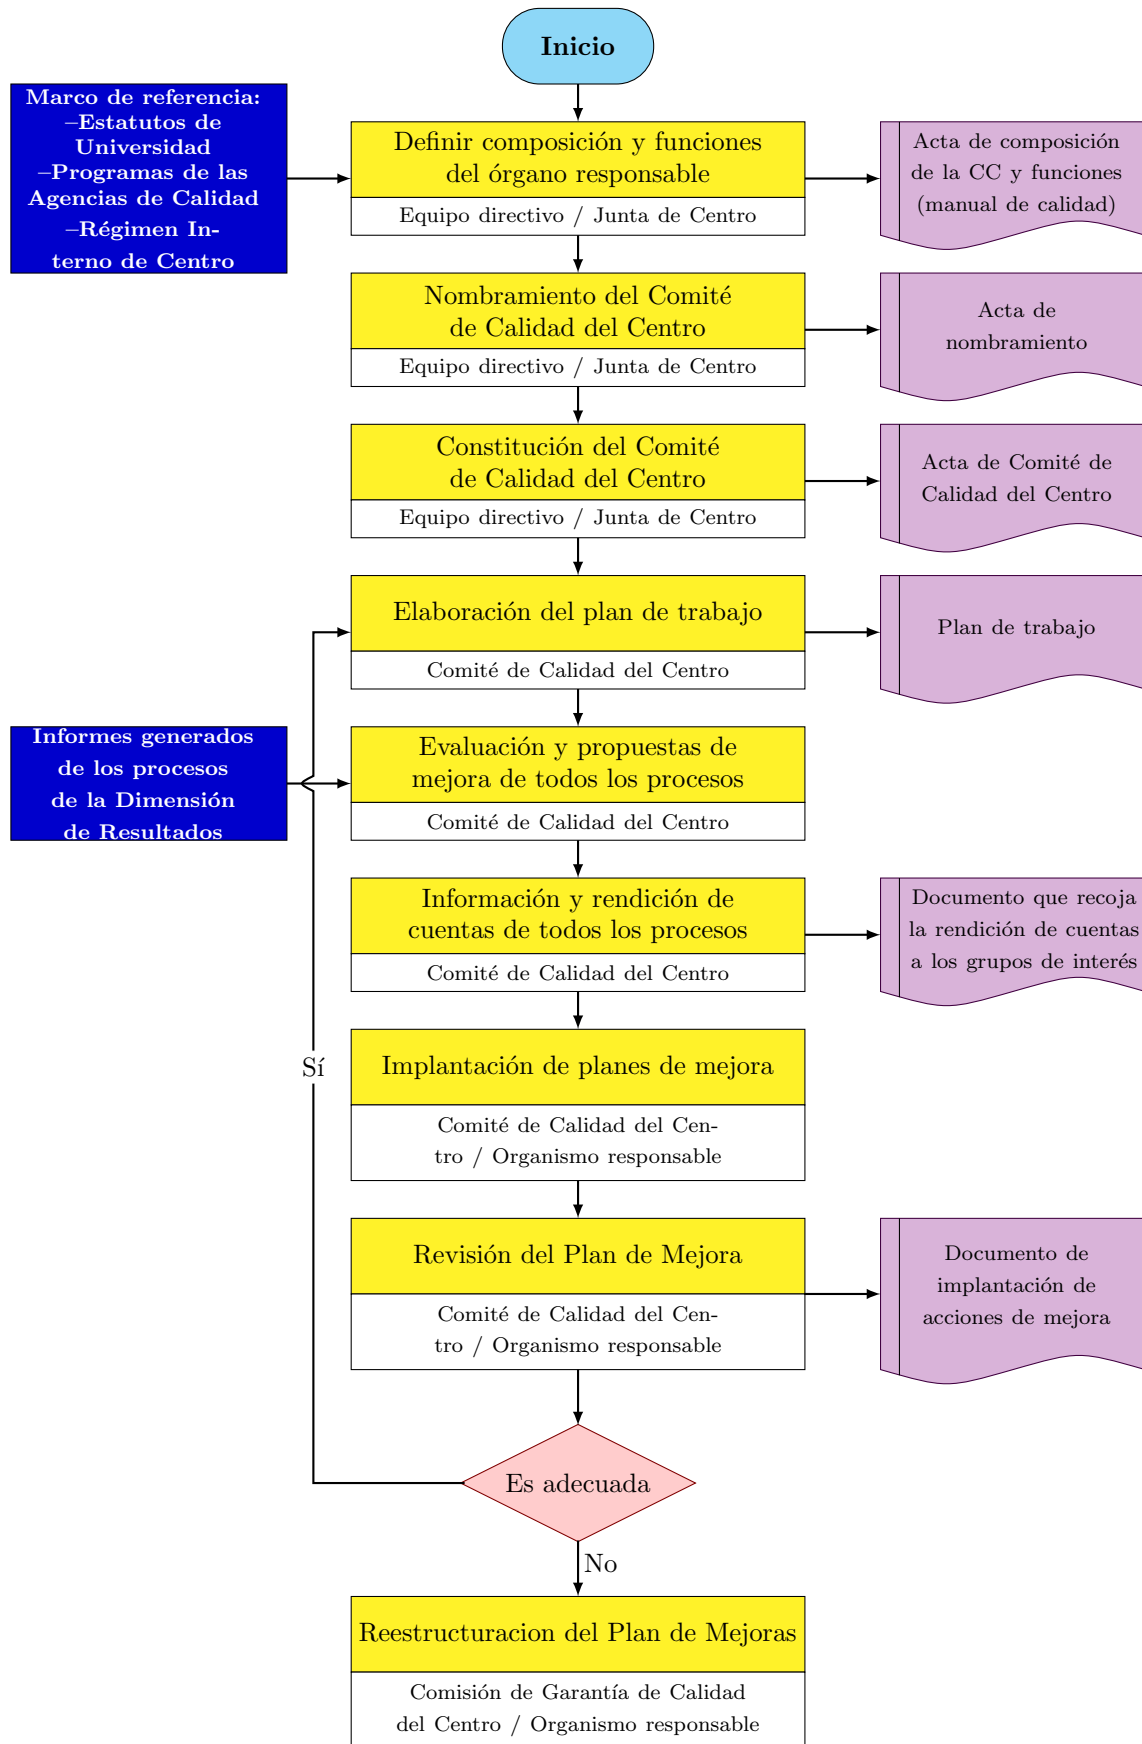 Inicio
Marco de referencia:
–Estatutos de
Universidad
–Programas de las
Agencias de Calidad
–Régimen In-
terno de Centro
Definir composición y funciones
del órgano responsable
Equipo directivo / Junta de Centro
Acta de composición
de la CC y funciones
(manual de calidad)
Nombramiento del Comité
de Calidad del Centro
Equipo directivo / Junta de Centro
Acta de
nombramiento
Constitución del Comité
de Calidad del Centro
Equipo directivo / Junta de Centro
Acta de Comité de
Calidad del Centro
Elaboración del plan de trabajo
Comité de Calidad del Centro
Plan de trabajo
Informes generados
de los procesos
de la Dimensión
de Resultados
Evaluación y propuestas de
mejora de todos los procesos
Comité de Calidad del Centro
Información y rendición de
cuentas de todos los procesos
Comité de Calidad del Centro
Documento que recoja
la rendición de cuentas
a los grupos de interés
Sí
Implantación de planes de mejora
Comité de Calidad del Cen-
tro / Organismo responsable
Revisión del Plan de Mejora
Comité de Calidad del Cen-
tro / Organismo responsable
Documento de
implantación de
acciones de mejora
Es adecuada
No
Reestructuracion del Plan de Mejoras
Comisión de Garantía de Calidad
del Centro / Organismo responsable